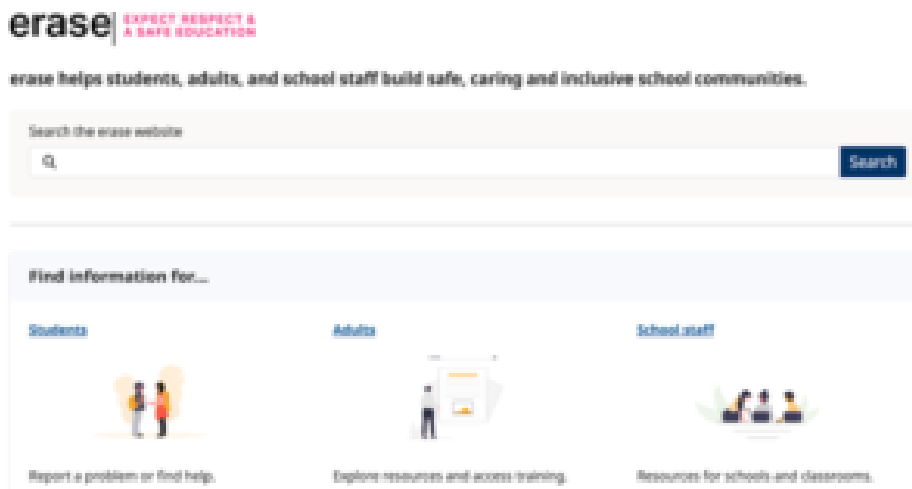 erase
EXPECT RESPECT &
A SAFE EDUCATION
erase helps students, adults, and school staff build safe, caring and inclusive school communities.
Search the erase website
Search
Find information for...
Students
Adults
School staff
Report a problem or find help.
Explore resources and access training.
Resources for schools and classrooms.